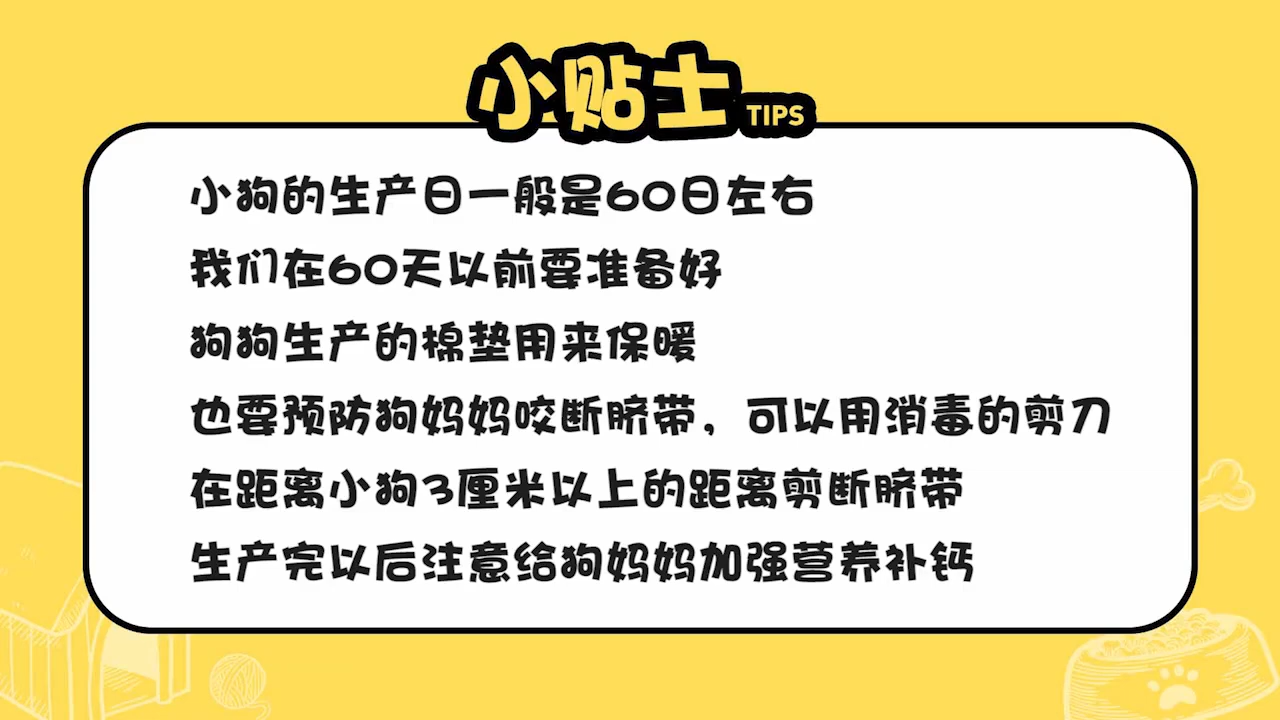 小贴士 TIPS
小狗的生产日一般是60日左右
我们在60天以前要准备好
狗狗生产的棉垫用来保暖
也要预防狗妈妈咬断脐带，可以用消毒的剪刀
在距离小狗3厘米以上的距离剪断脐带
生产完以后注意给狗妈妈加强营养补钙